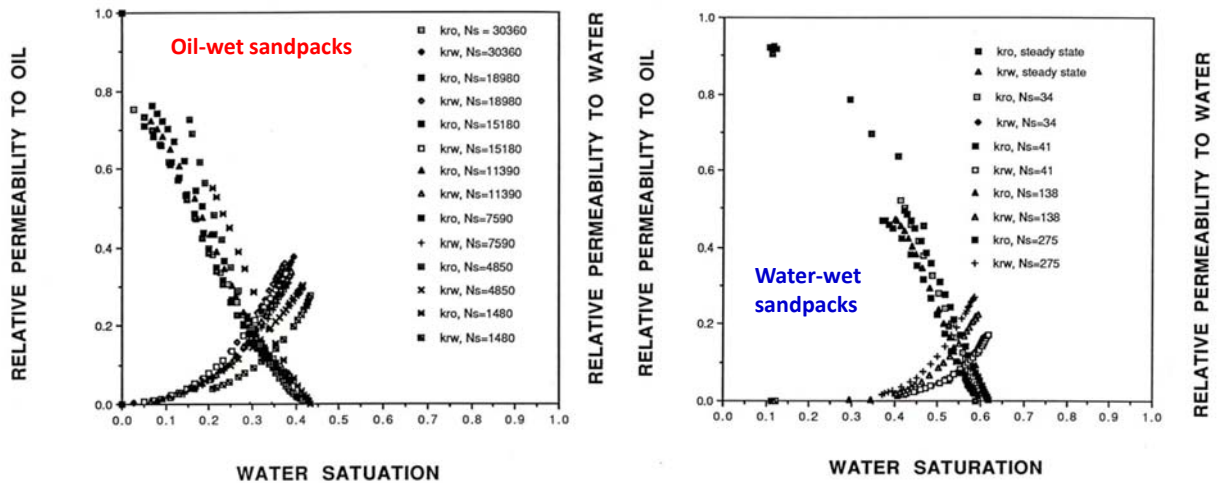 RELATIVE PERMEABILITY TO OIL
1.0
0.8
0.6
0.4
0.2
0.0
Oil-wet sandpacks
kro, Ns = 30360
krw, Ns=30360
kro, Ns=18980
krw, Ns=18980
kro, Ns=15180
krw, Ns=15180
kro, Ns=11390
krw, Ns=11390
kro, Ns=7590
krw, Ns=7590
kro, Ns=4850
krw, Ns=4850
kro, Ns=1480
krw, Ns=1480
0.0 0.1 0.2 0.3 0.4 0.5 0.6 0.7 0.8 0.9 1.0
WATER SATUATION
RELATIVE PERMEABILITY TO WATER
RELATIVE PERMEABILITY TO OIL
1.0
0.8
0.6
0.4
0.2
0.0
kro, steady state
krw, steady state
kro, Ns=34
krw, Ns=34
kro, Ns=41
krw, Ns=41
kro, Ns=138
krw, Ns=138
kro, Ns=275
krw, Ns=275
Water-wet
sandpacks
0.0 0.1 0.2 0.3 0.4 0.5 0.6 0.7 0.8 0.9 1.0
WATER SATURATION
RELATIVE PERMEABILITY TO WATER